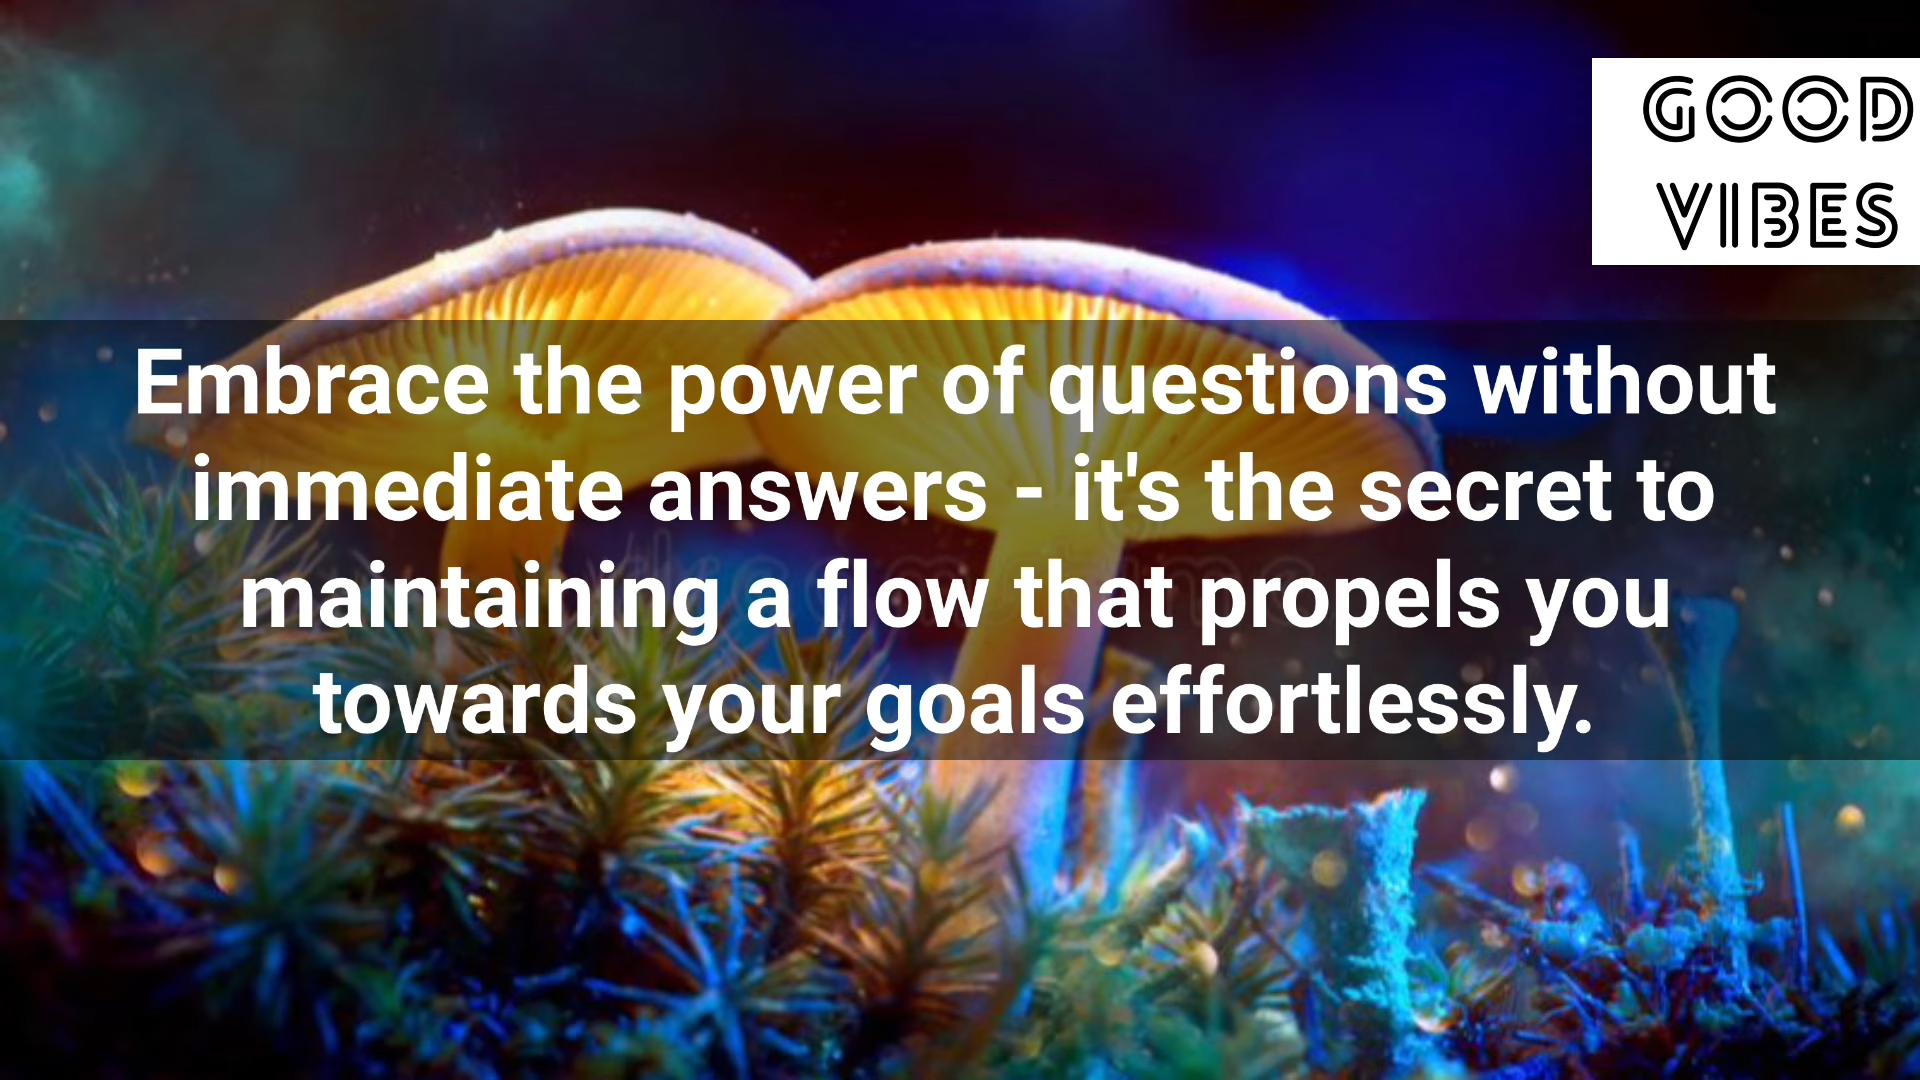 GOOD
VIBES
Embrace the power of questions without
immediate answers - it's the secret to
maintaining a flow that propels you
towards your goals effortlessly.